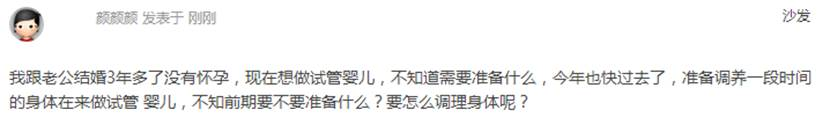 颜颜颜 发表于 刚刚
沙发
我跟老公结婚3年多了没有怀孕，现在想做试管婴儿，不知道需要准备什么，今年也快过去了，准备调养一段时间
的身体在来做试管 婴儿，不知前期要不要准备什么？要怎么调理身体呢？